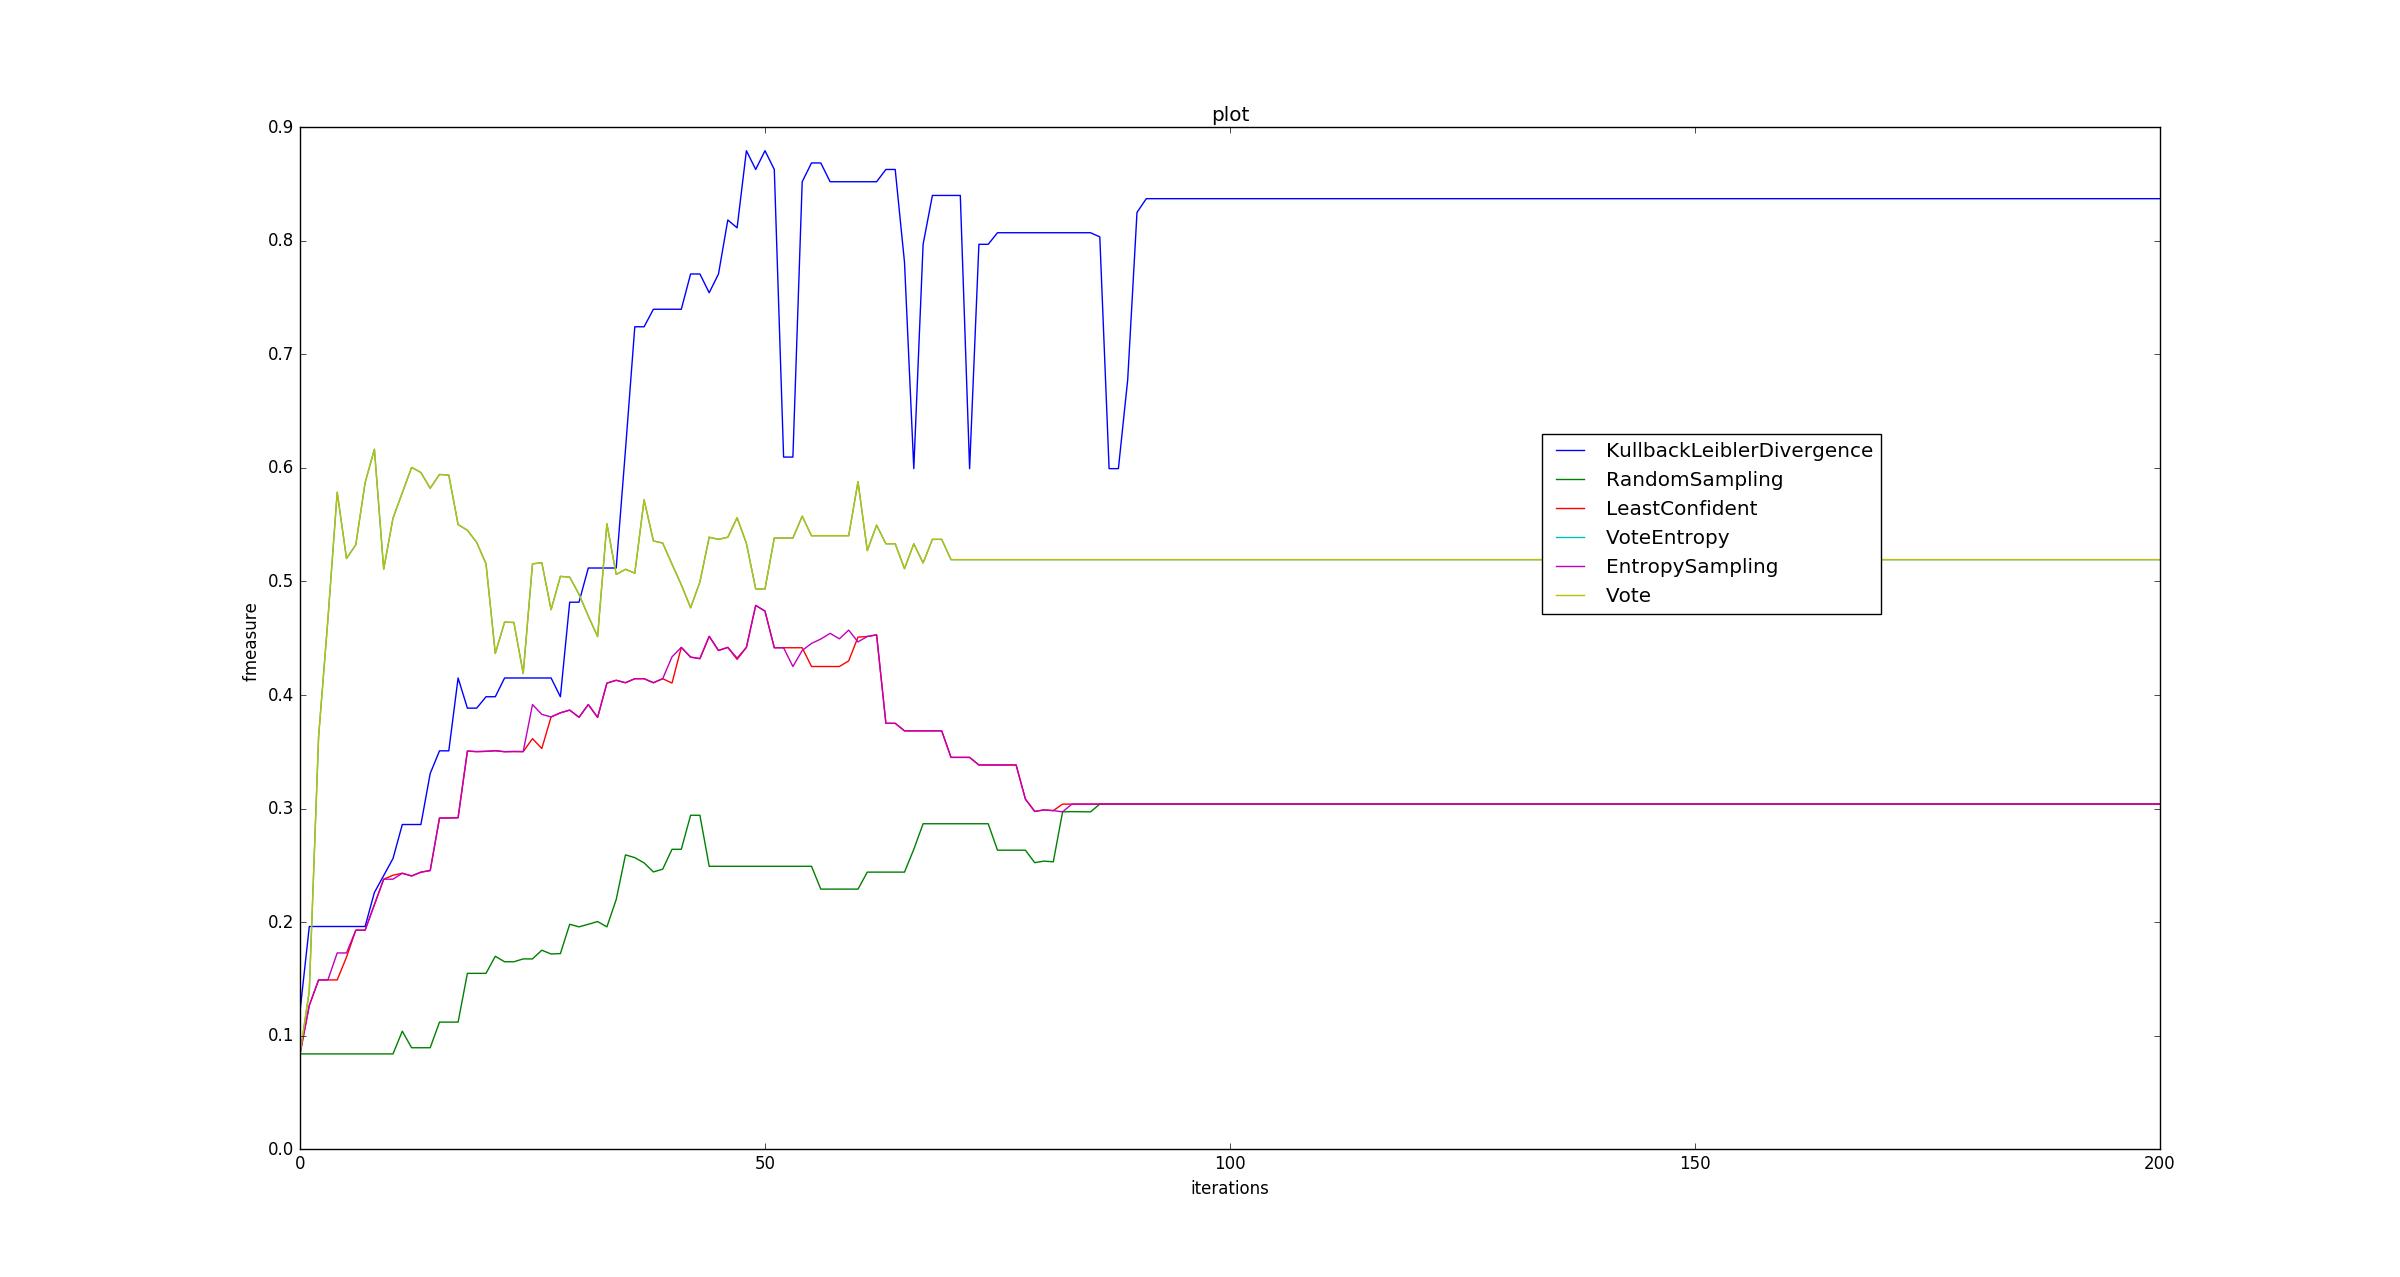 plot
0.9
0.8
0.7
0.6
0.5
0.4
0.3
0.2
0.1
0.0
fmeasure
KullbackLeiblerDivergence
RandomSampling
LeastConfident
VoteEntropy
EntropySampling
Vote
0 50 100 150 200
iterations